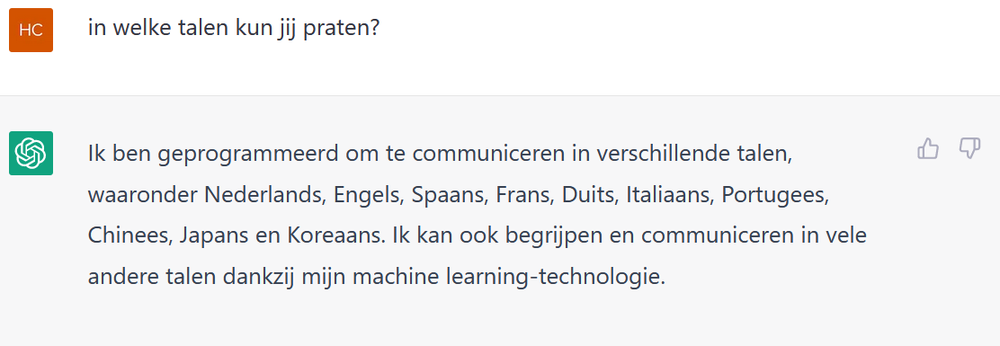 HC
in welke talen kun jij praten?
Ik ben geprogrammeerd om te communiceren in verschillende talen,
waaronder Nederlands, Engels, Spaans, Frans, Duits, Italiaans, Portugees,
Chinees, Japans en Koreaans. Ik kan ook begrijpen en communiceren in vele
andere talen dankzij mijn machine learning-technologie.